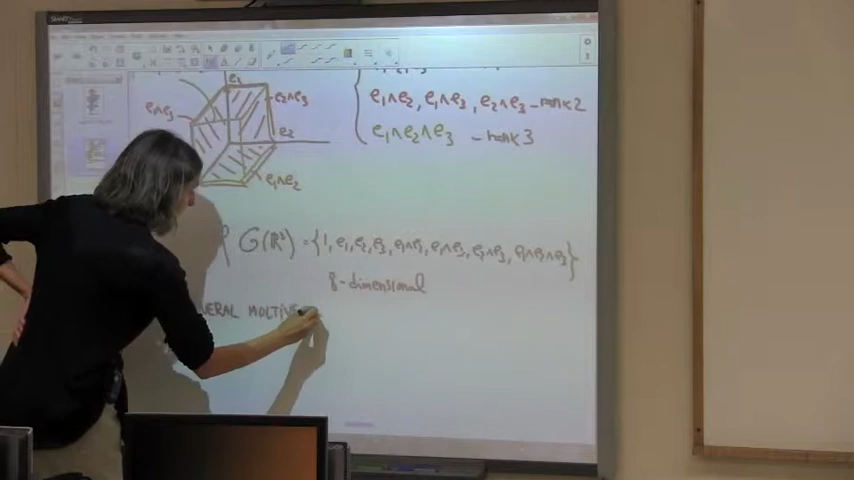 e₁∧e₂, e₁∧e₃, e₂∧e₃ – rank 2
e₁∧e₂∧e₃ – rank 3
e₃
e₂∧e₃
e₁∧e₃
e₂
e₁∧e₂
G(R³) = {1, e₁, e₂, e₃, e₁∧e₂, e₁∧e₃, e₂∧e₃, e₁∧e₂∧e₃}
8-dimensional
ERAL MOLTIVE